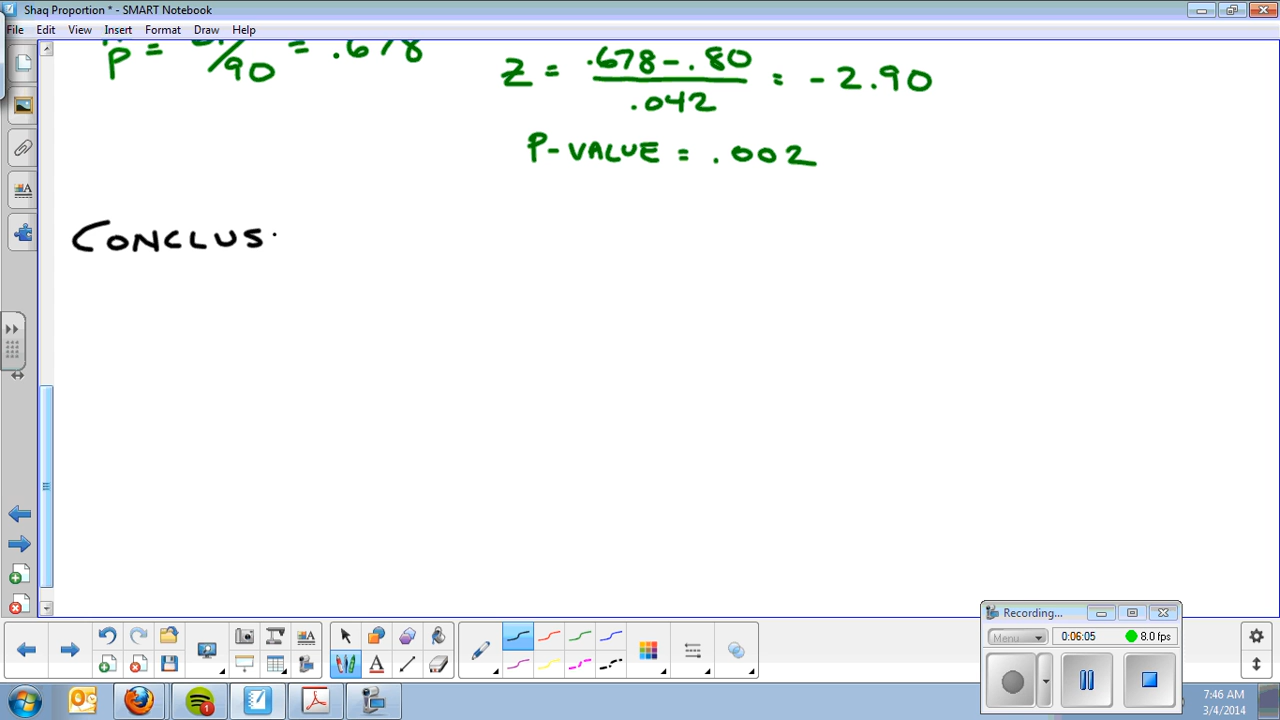 Shaq Proportion * - SMART Notebook
File Edit View Insert Format Draw Help
P = /90 = .678
Z = .678 - .80 / .042 = -2.90
P-VALUE = .002
CONCLUS
Recording...
Menu 0:06:05 8.0 fps
7:46 AM
3/4/2014